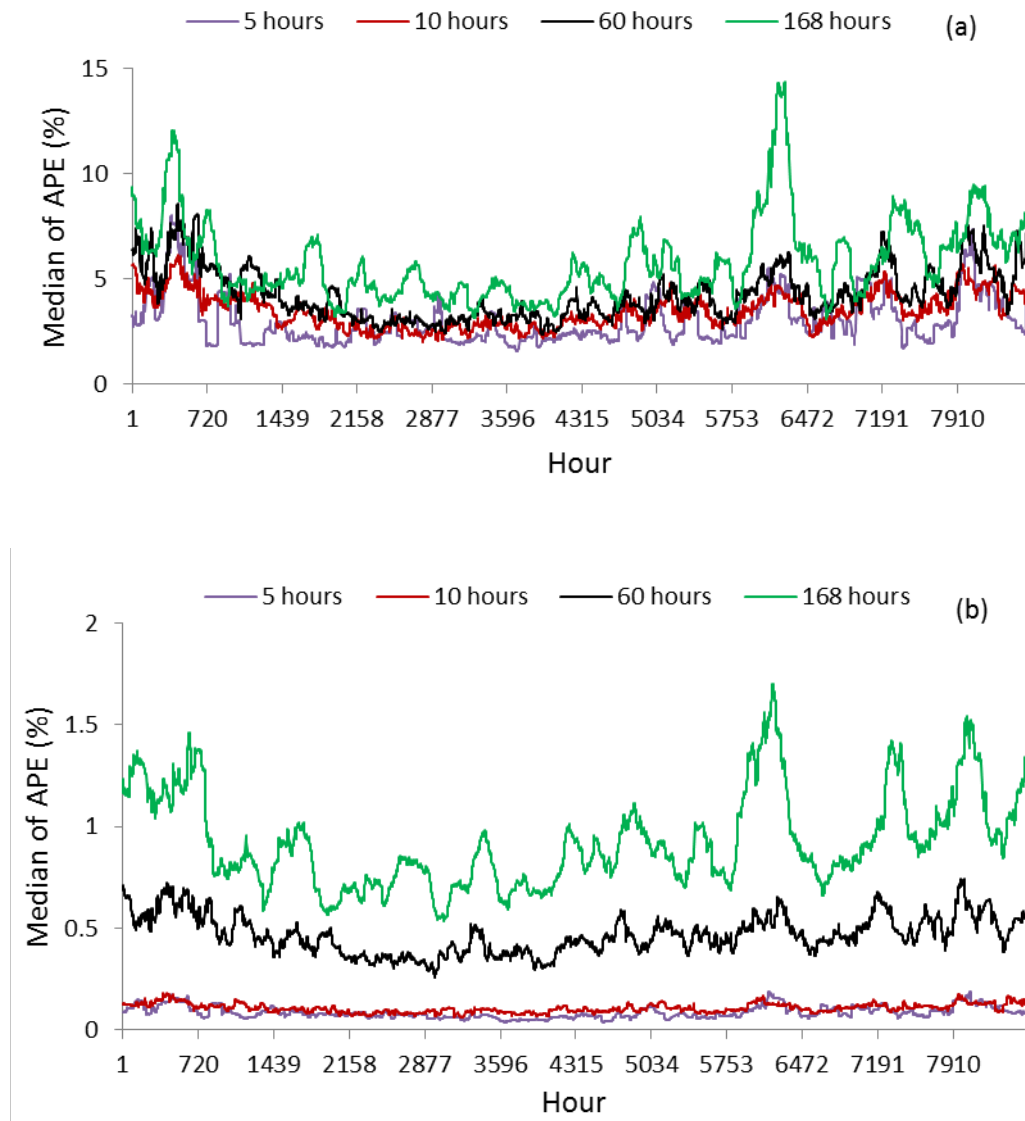 5 hours 10 hours 60 hours 168 hours (a)
15
10
5
0
Median of APE (%)
1 720 1439 2158 2877 3596 4315 5034 5753 6472 7191 7910
Hour
5 hours 10 hours 60 hours 168 hours (b)
2
1.5
1
0.5
0
Median of APE (%)
1 720 1439 2158 2877 3596 4315 5034 5753 6472 7191 7910
Hour